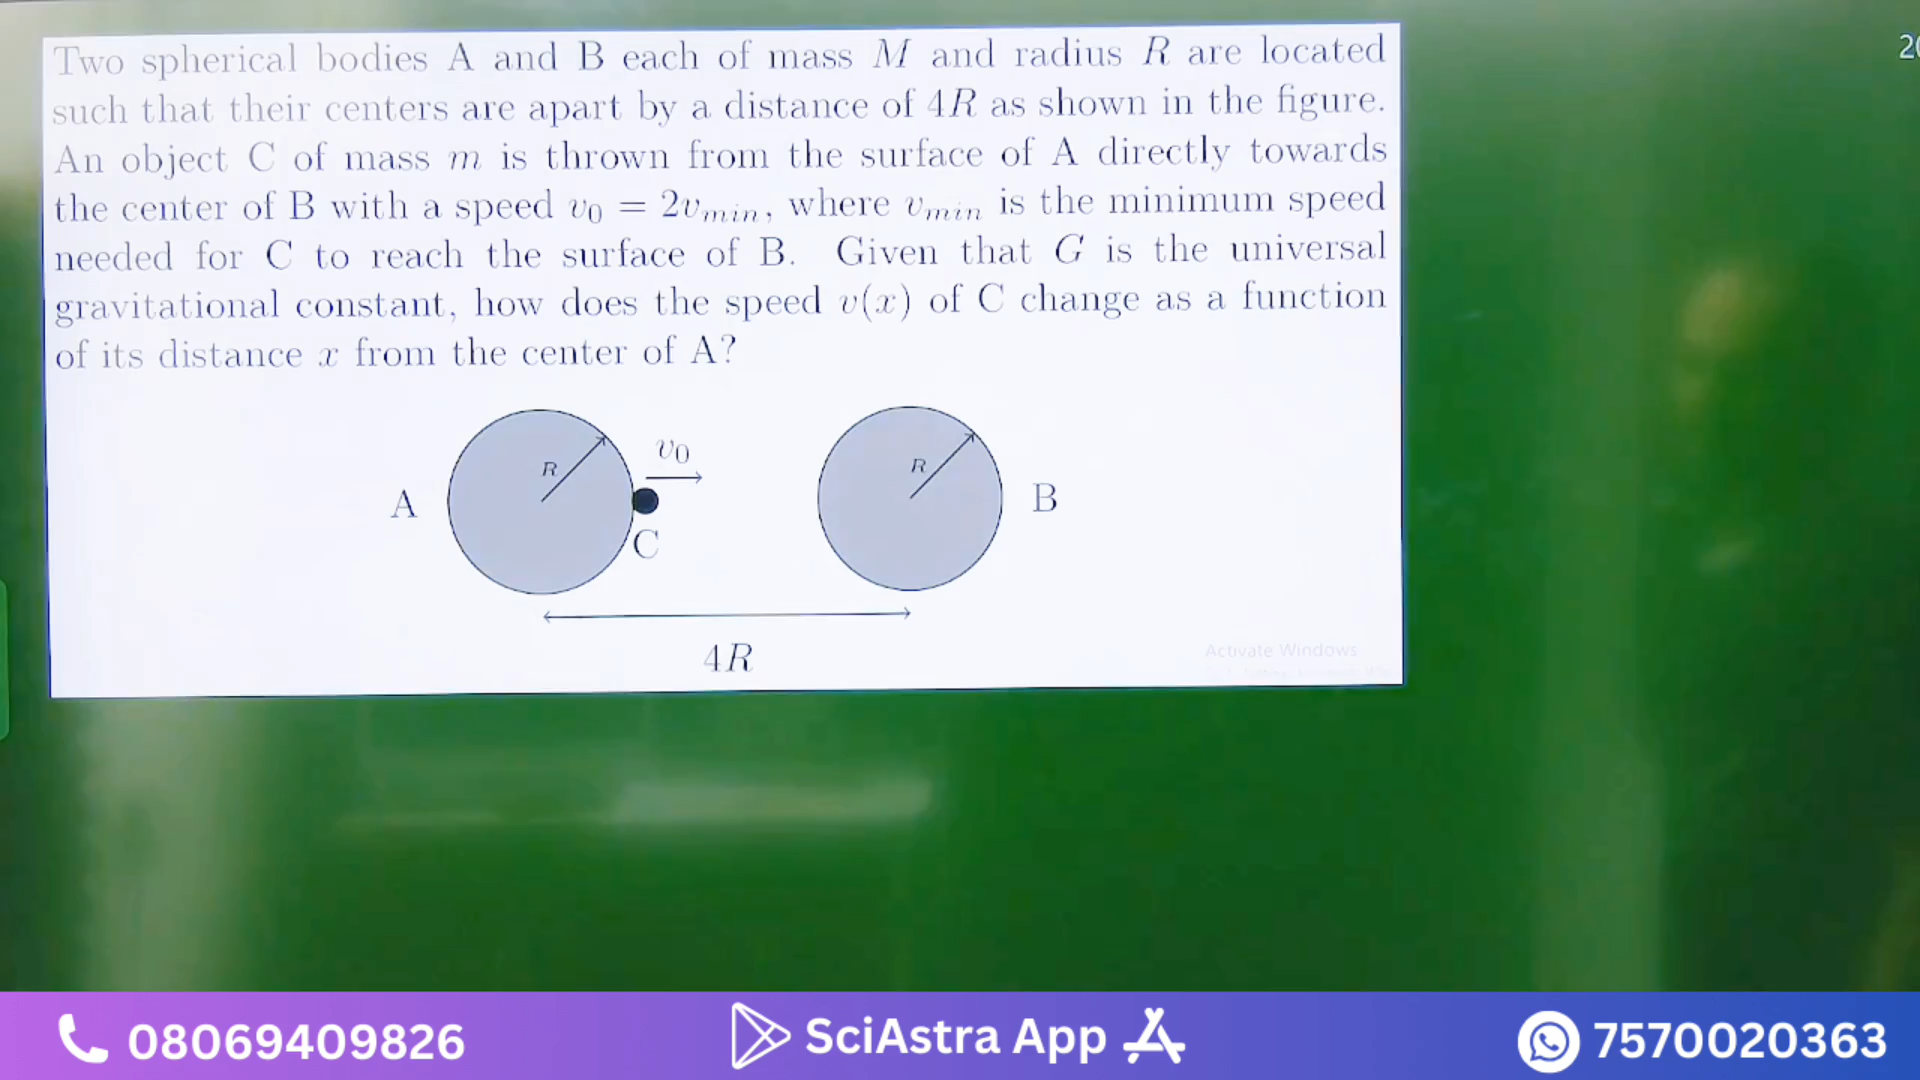 Two spherical bodies A and B each of mass M and radius R are located
such that their centers are apart by a distance of 4R as shown in the figure.
An object C of mass m is thrown from the surface of A directly towards
the center of B with a speed v₀ = 2vₘᵢₙ, where vₘᵢₙ is the minimum speed
needed for C to reach the surface of B. Given that G is the universal
gravitational constant, how does the speed v(x) of C change as a function
of its distance x from the center of A?
v₀
R
R
A
B
C
4R
Activate Windows
08069409826
SciAstra App
7570020363